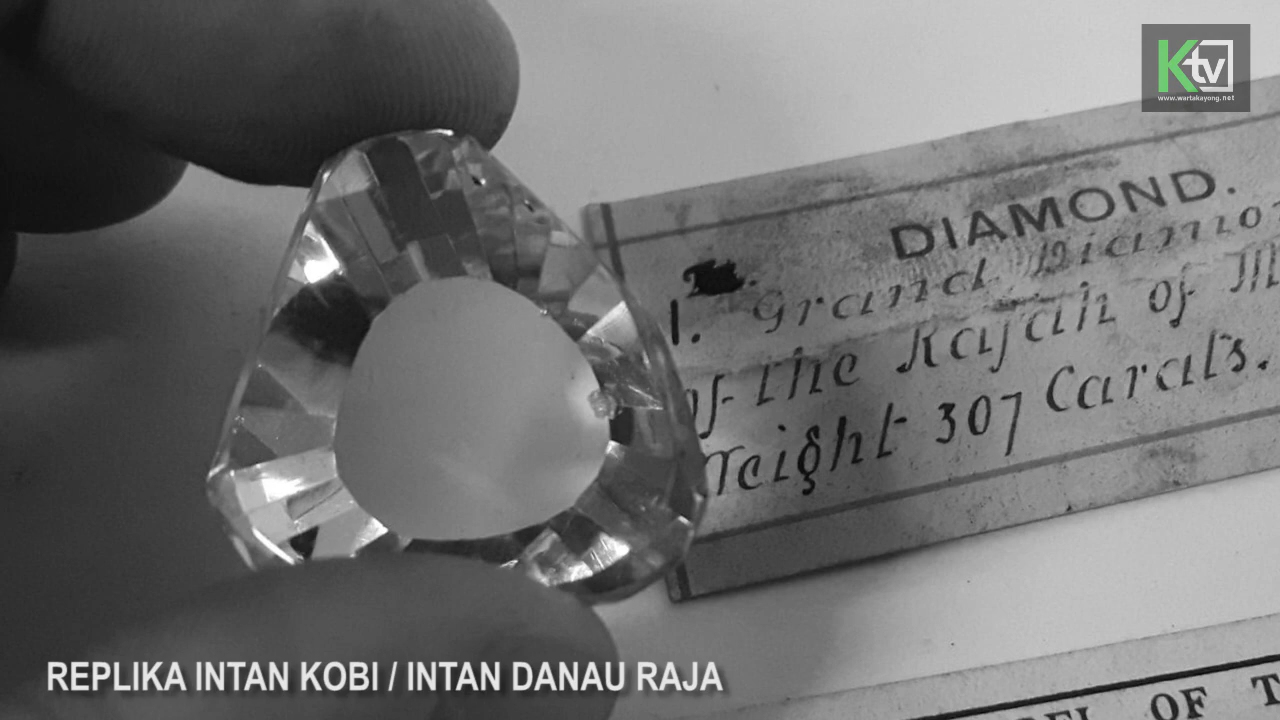 Ktv
www.wartakayong.net
DIAMOND.
1. Grand
of the Rajah of
Weight 307 Carats.
OF
REPLIKA INTAN KOBI / INTAN DANAU RAJA